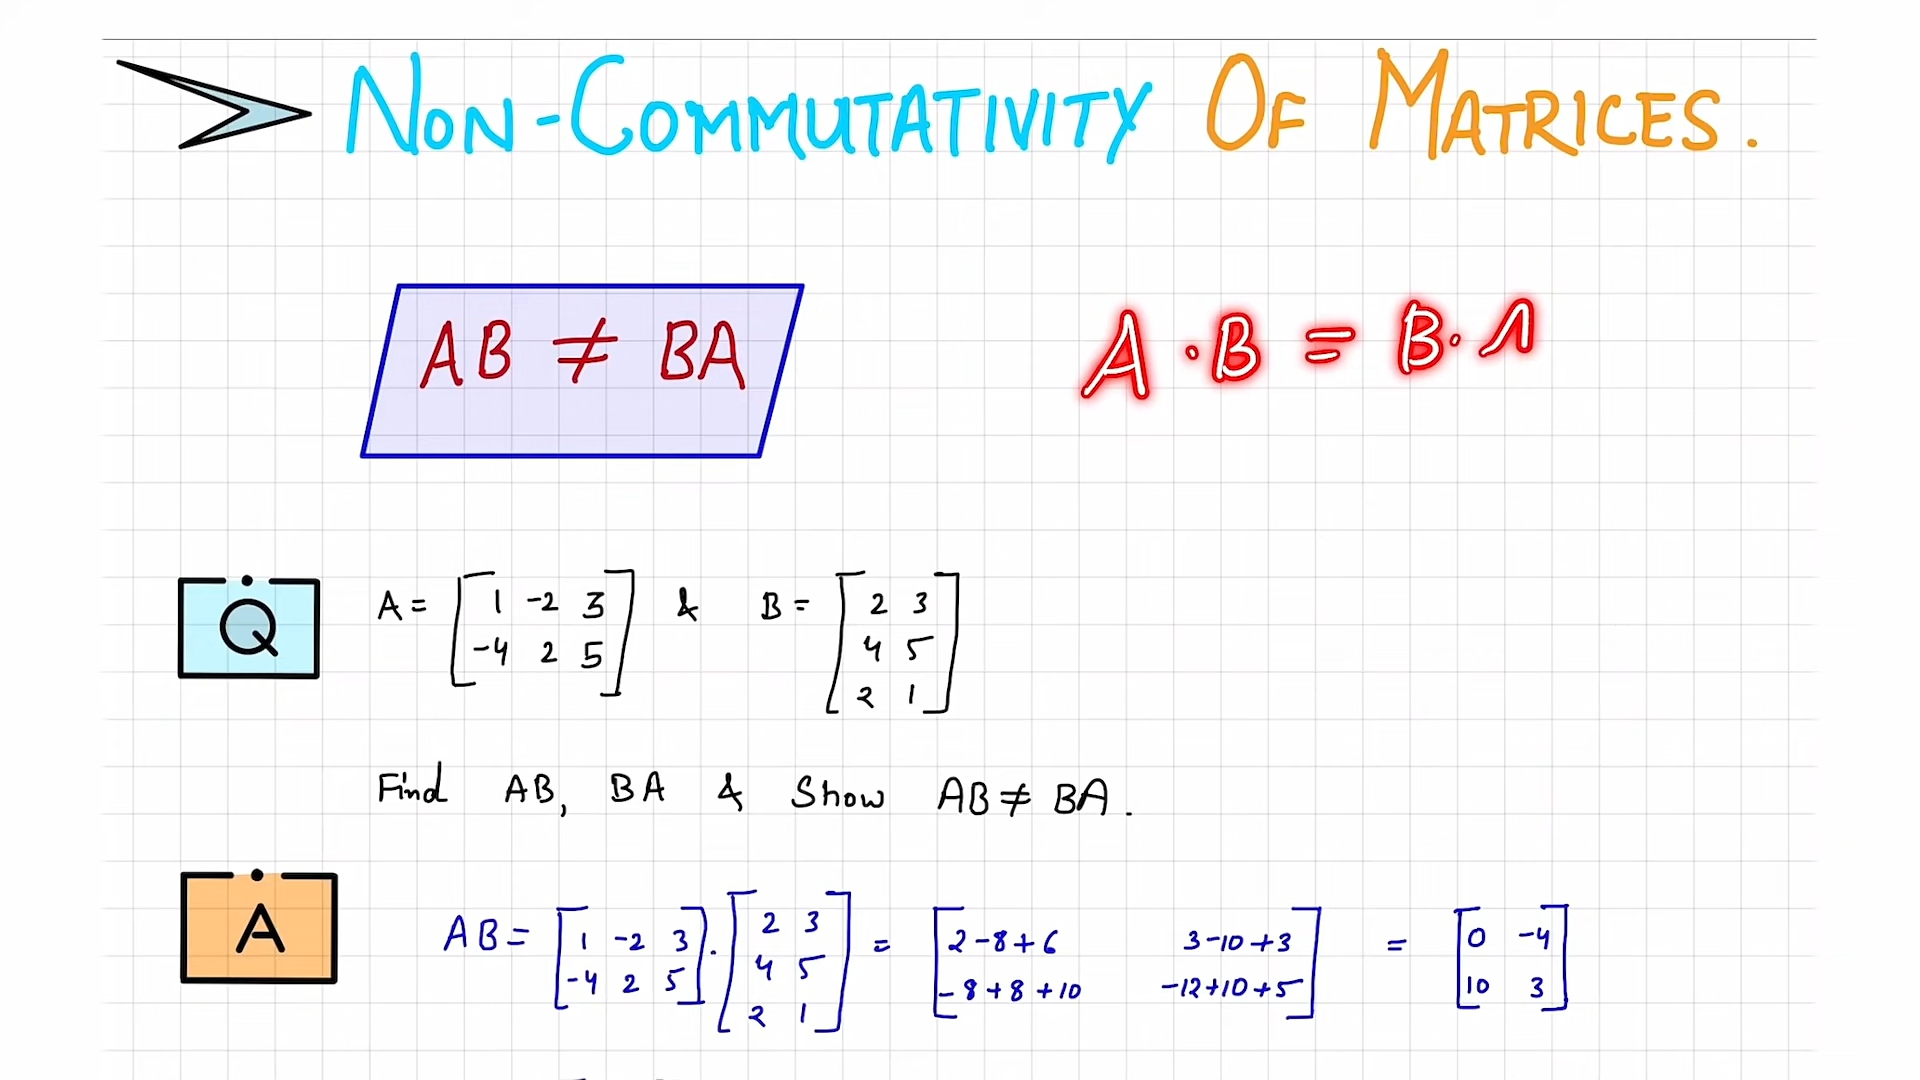 NON-COMMUTATIVITY OF MATRICES.
AB ≠ BA
A · B = B · A
Q
A = [1 -2 3
-4 2 5] & B = [2 3
4 5
2 1]
Find AB, BA & Show AB ≠ BA.
A
AB = [1 -2 3
-4 2 5] · [2 3
4 5
2 1] = [2-8+6 3-10+3
-8+8+10 -12+10+5] = [0 -4
10 3]